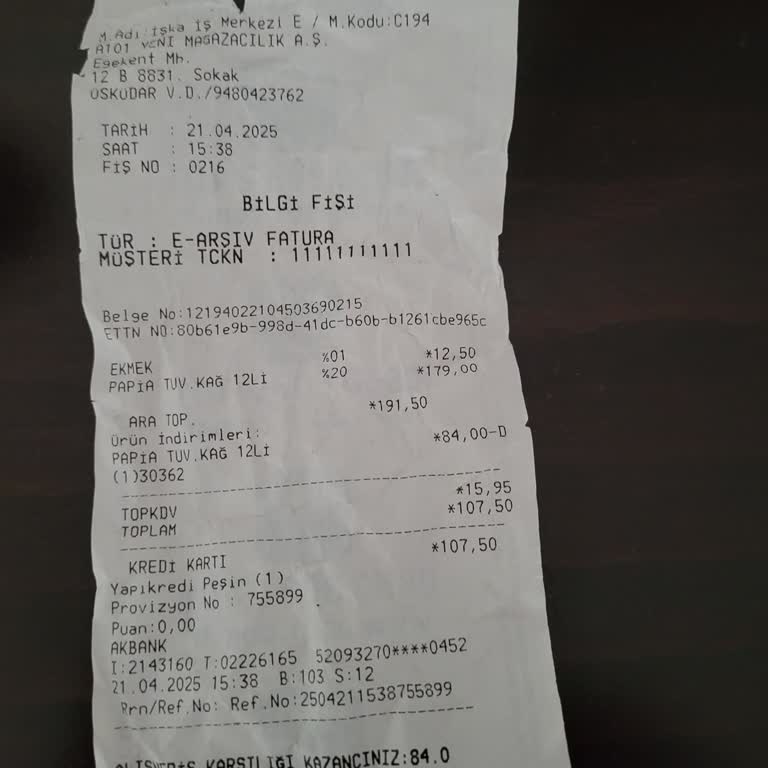 M.Adı:İşka İş Merkezi E / M.Kodu:C194
A101 YENİ MAĞAZACILIK A.Ş.
Egekent Mh.
12 B 8831. Sokak
ÜSKÜDAR V.D./9480423762
TARİH : 21.04.2025
SAAT : 15:38
FİŞ NO : 0216
BİLGİ FİŞİ
TÜR : E-ARŞİV FATURA
MÜŞTERİ TCKN : 11111111111
Belge No:12194022104503690215
ETTN NO:80b61e9b-998d-41dc-b60b-b1261cbe965c
EKMEK %01 *12,50
PAPİA TUV.KAĞ 12Lİ %20 *179,00
ARA TOP. *191,50
Ürün İndirimleri:
PAPİA TUV.KAĞ 12Lİ *84,00-D
(1)30362
TOPKDV *15,95
TOPLAM *107,50
KREDİ KARTI *107,50
Yapıkredi Peşin (1)
Provizyon No : 755899
Puan:0,00
AKBANK
I:2143160 T:02226165 52093270****0452
21.04.2025 15:38 B:103 S:12
Rrn/Ref.No: Ref.No:2504211538755899
ALIŞVERİŞ KARŞILIĞI KAZANCINIZ:84.0